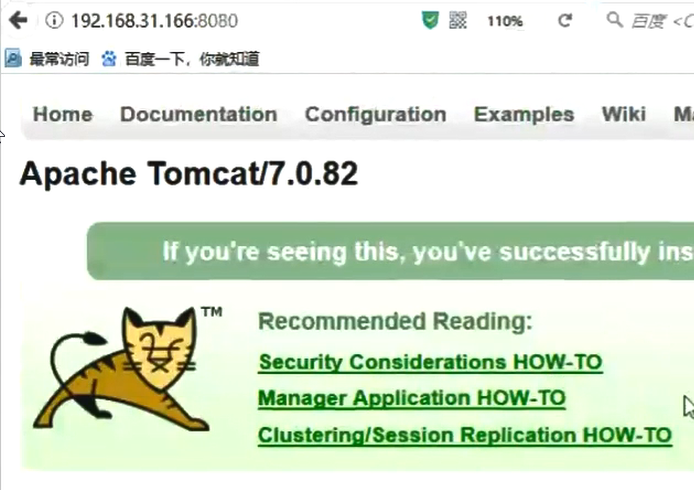 192.168.31.166:8080 110% 百度 <C
最常访问 百度一下，你就知道
Home Documentation Configuration Examples Wiki Ma
Apache Tomcat/7.0.82
If you're seeing this, you've successfully ins
TM
Recommended Reading:
Security Considerations HOW-TO
Manager Application HOW-TO
Clustering/Session Replication HOW-TO